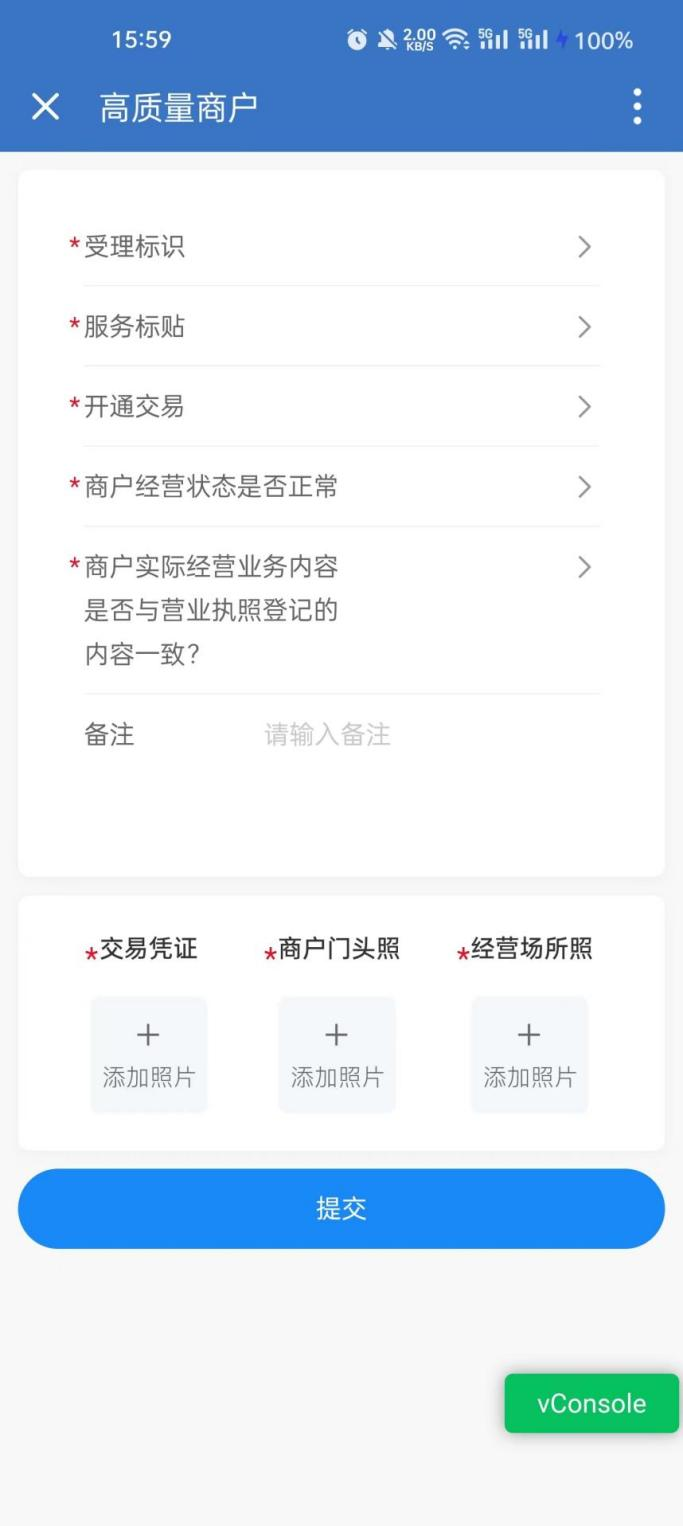 15:59 2.00 KB/S 5G 5G 100%
高质量商户
*受理标识
*服务标贴
*开通交易
*商户经营状态是否正常
*商户实际经营业务内容
是否与营业执照登记的
内容一致?
备注 请输入备注
*交易凭证 *商户门头照 *经营场所照
添加照片 添加照片 添加照片
提交
vConsole